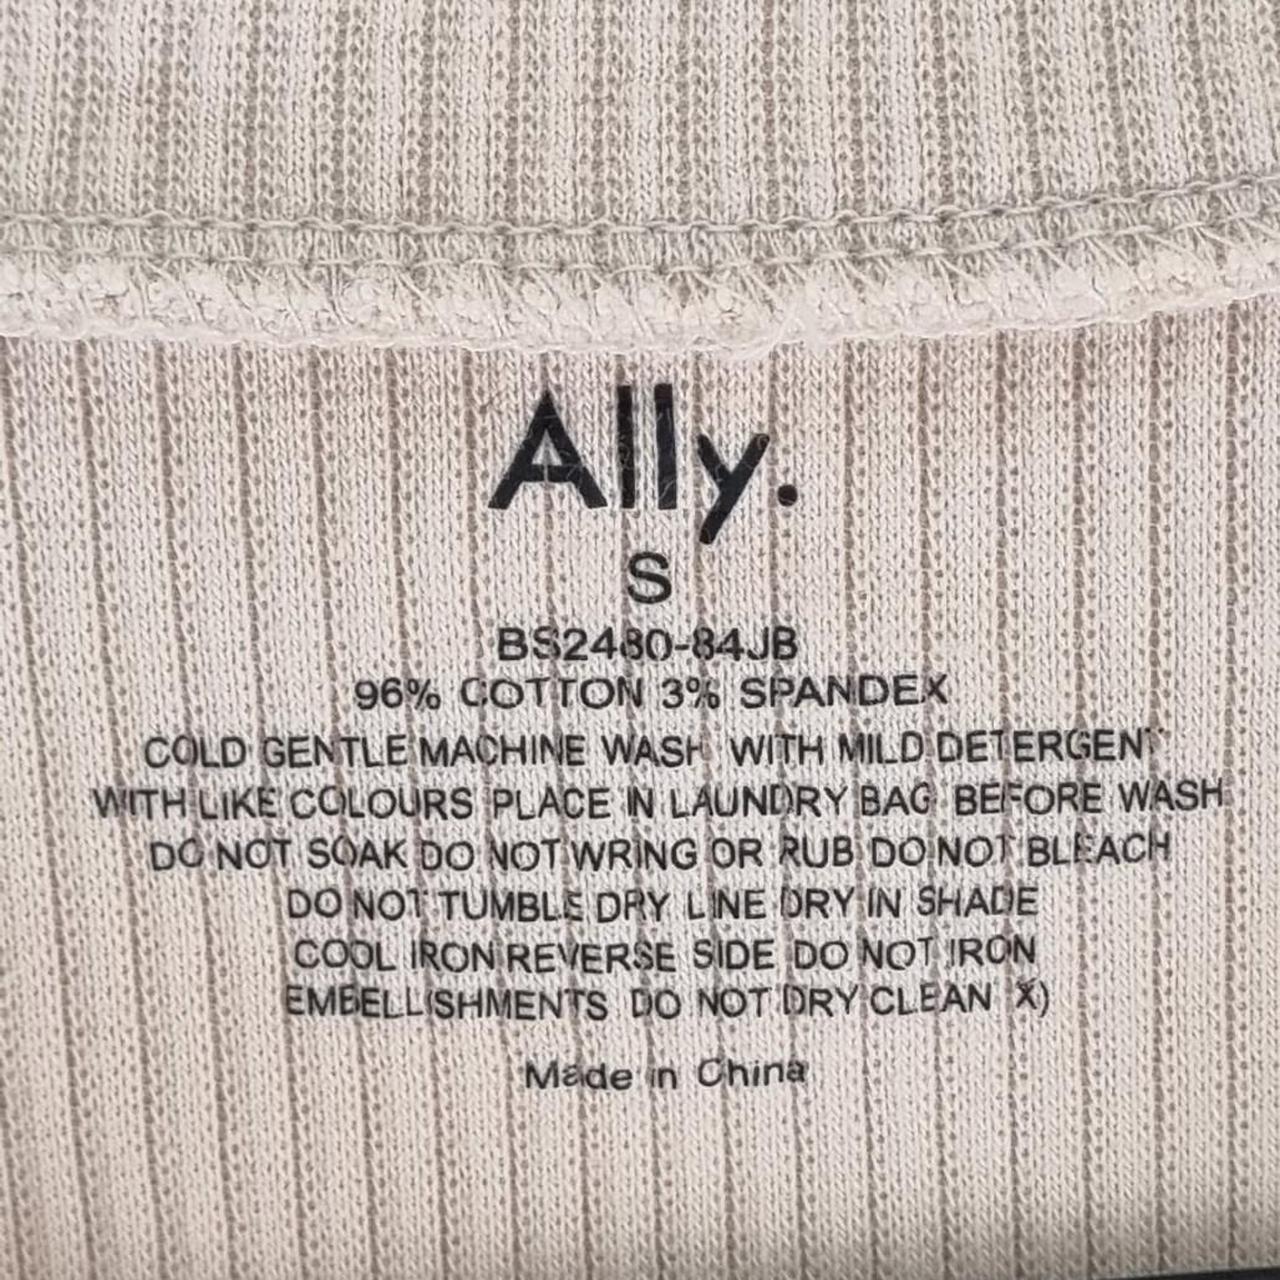 Ally.
S
BS2480-84JB
96% COTTON 3% SPANDEX
COLD GENTLE MACHINE WASH WITH MILD DETERGENT
WITH LIKE COLOURS PLACE IN LAUNDRY BAG BEFORE WASH
DO NOT SOAK DO NOT WRING OR RUB DO NOT BLEACH
DO NOT TUMBLE DRY LINE DRY IN SHADE
COOL IRON REVERSE SIDE DO NOT IRON
EMBELLISHMENTS DO NOT DRY CLEAN X)
Made in China